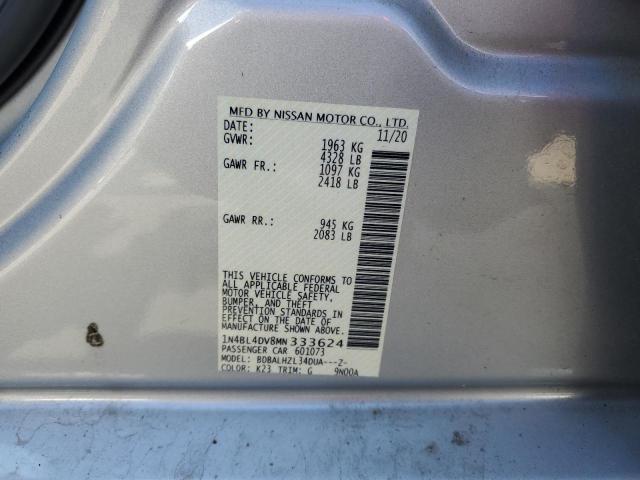 MFD BY NISSAN MOTOR CO., LTD.
DATE: 11/20
GVWR: 1963 KG
4328 LB
GAWR FR.: 1097 KG
2418 LB
GAWR RR.: 945 KG
2083 LB
THIS VEHICLE CONFORMS TO
ALL APPLICABLE FEDERAL
MOTOR VEHICLE SAFETY,
BUMPER, AND THEFT
PREVENTION STANDARDS IN
EFFECT ON THE DATE OF
MANUFACTURE SHOWN ABOVE.
1N4BL4DV8MN333624
PASSENGER CAR 601073
MODEL: BDBALHZL34DUA---Z-
COLOR: K23 TRIM: G 9N00A